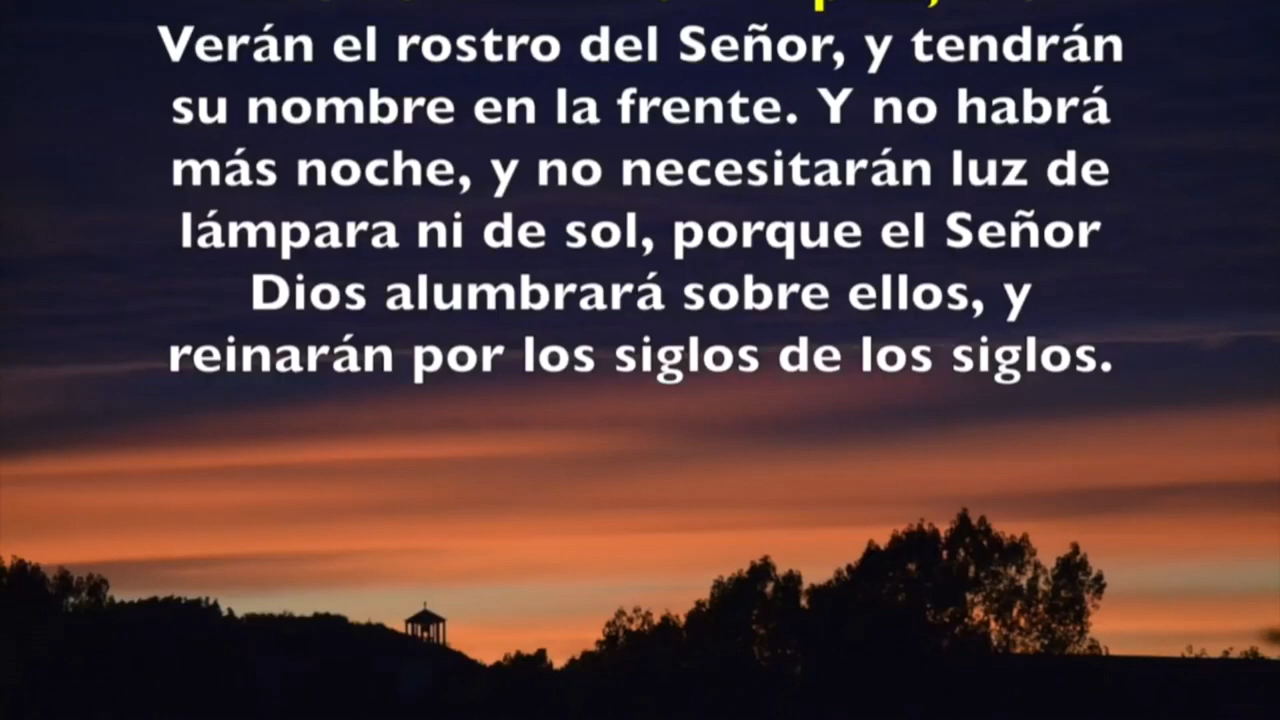 Verán el rostro del Señor, y tendrán
su nombre en la frente. Y no habrá
más noche, y no necesitarán luz de
lámpara ni de sol, porque el Señor
Dios alumbrará sobre ellos, y
reinarán por los siglos de los siglos.